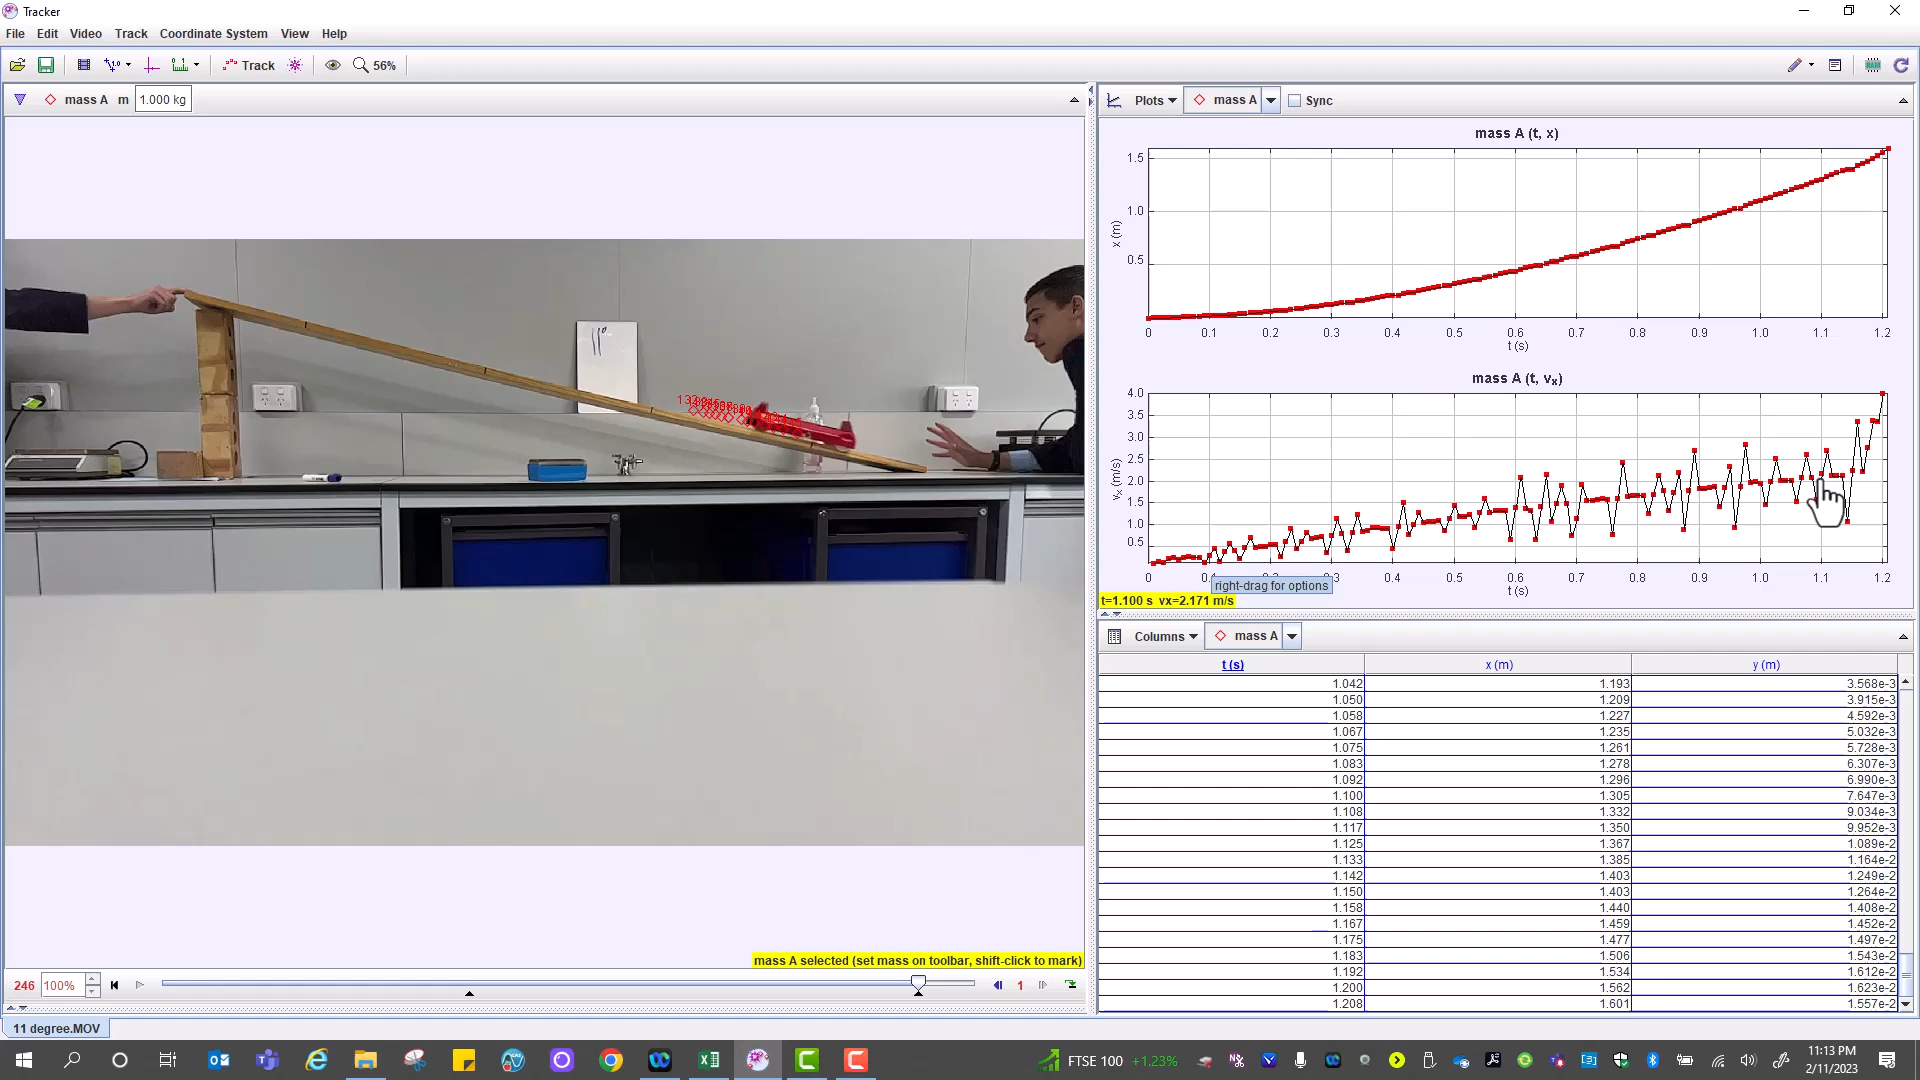 Tracker
File Edit Video Track Coordinate System View Help
Track 56%
mass A m 1.000 kg
11°
mass A selected (set mass on toolbar, shift-click to mark)
246 100% 1
11 degree.MOV
Plots mass A Sync
mass A (t, x)
1.5
1.0
0.5
x (m)
0 0.1 0.2 0.3 0.4 0.5 0.6 0.7 0.8 0.9 1.0 1.1 1.2
t (s)
mass A (t, vx)
4.0
3.5
3.0
2.5
2.0
1.5
1.0
0.5
vx (m/s)
0 0.2 0.3 0.4 0.5 0.6 0.7 0.8 0.9 1.0 1.1 1.2
right-drag for options
t (s)
t=1.100 s vx=2.171 m/s
Columns mass A
t (s) x (m) y (m)
1.042 1.193 3.568e-3
1.050 1.209 3.915e-3
1.058 1.227 4.592e-3
1.067 1.235 5.032e-3
1.075 1.261 5.728e-3
1.083 1.278 6.307e-3
1.092 1.296 6.990e-3
1.100 1.305 7.647e-3
1.108 1.332 9.034e-3
1.117 1.350 9.952e-3
1.125 1.367 1.089e-2
1.133 1.385 1.164e-2
1.142 1.403 1.249e-2
1.150 1.403 1.264e-2
1.158 1.440 1.408e-2
1.167 1.459 1.452e-2
1.175 1.477 1.497e-2
1.183 1.506 1.543e-2
1.192 1.534 1.612e-2
1.200 1.562 1.623e-2
1.208 1.601 1.557e-2
FTSE 100 +1.23%
11:13 PM
2/11/2023